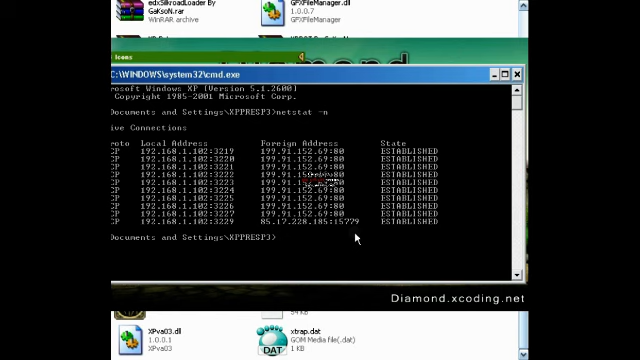 edxSilkroadLoader By
GaKsoN.rar
WinRAR archive
GFXFileManager.dll
1.0.0.7
Icons
C:\WINDOWS\system32\cmd.exe
rosoft Windows XP [Version 5.1.2600]
Copyright 1985-2001 Microsoft Corp.
Documents and Settings\XPPRESP3>netstat -n
ive Connections
roto Local Address Foreign Address State
CP 192.168.1.102:3219 199.91.152.69:80 ESTABLISHED
CP 192.168.1.102:3220 199.91.152.69:80 ESTABLISHED
CP 192.168.1.102:3221 199.91.152.69:80 ESTABLISHED
CP 192.168.1.102:3222 ESTABLISHED
CP 192.168.1.102:3223 ESTABLISHED
CP 192.168.1.102:3224 199.91.152.69:80 ESTABLISHED
CP 192.168.1.102:3225 199.91.152.69:80 ESTABLISHED
CP 192.168.1.102:3226 199.91.152.69:80 ESTABLISHED
CP 192.168.1.102:3227 199.91.152.69:80 ESTABLISHED
CP 192.168.1.102:3229 85.17.228.185:15779 ESTABLISHED
Documents and Settings\XPPRESP3>
Diamond.xcoding.net
54 KB
XPva03.dll
1.0.0.1
XPva03
xtrap.dat
GOM Media file(.dat)
DAT